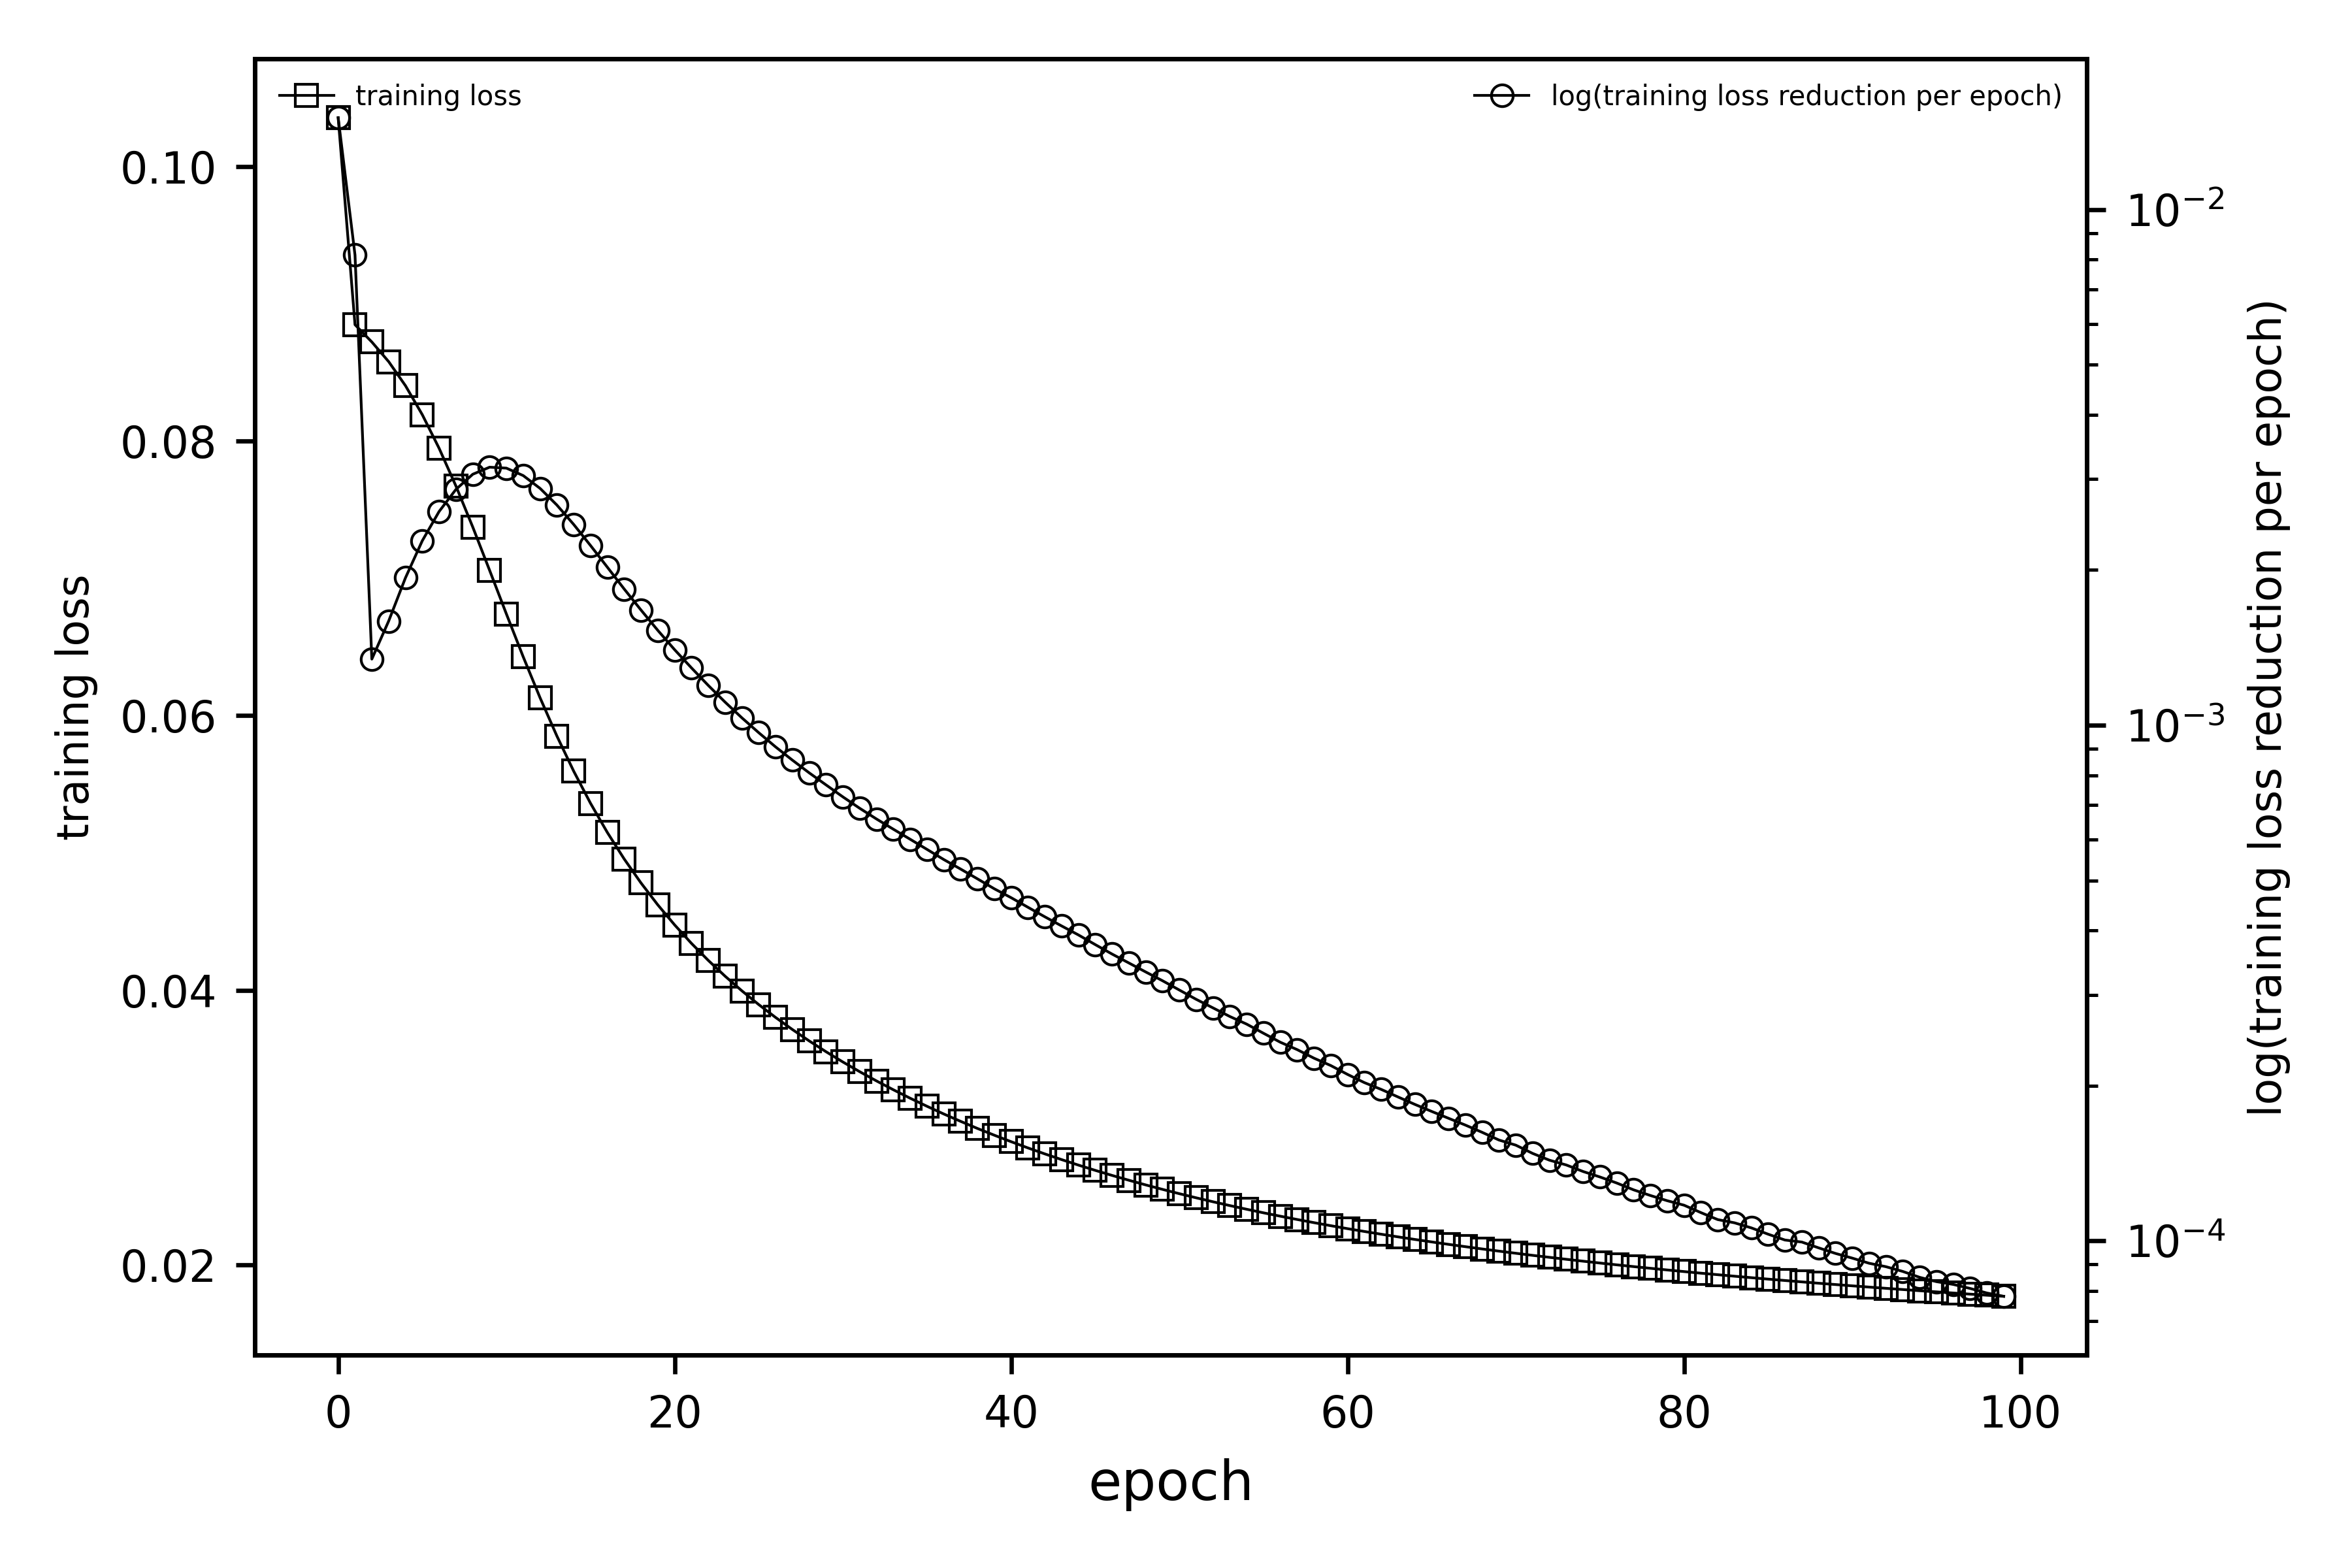 training loss
log(training loss reduction per epoch)
0.10
0.08
0.06
0.04
0.02
training loss
10⁻²
10⁻³
10⁻⁴
log(training loss reduction per epoch)
0 20 40 60 80 100
epoch